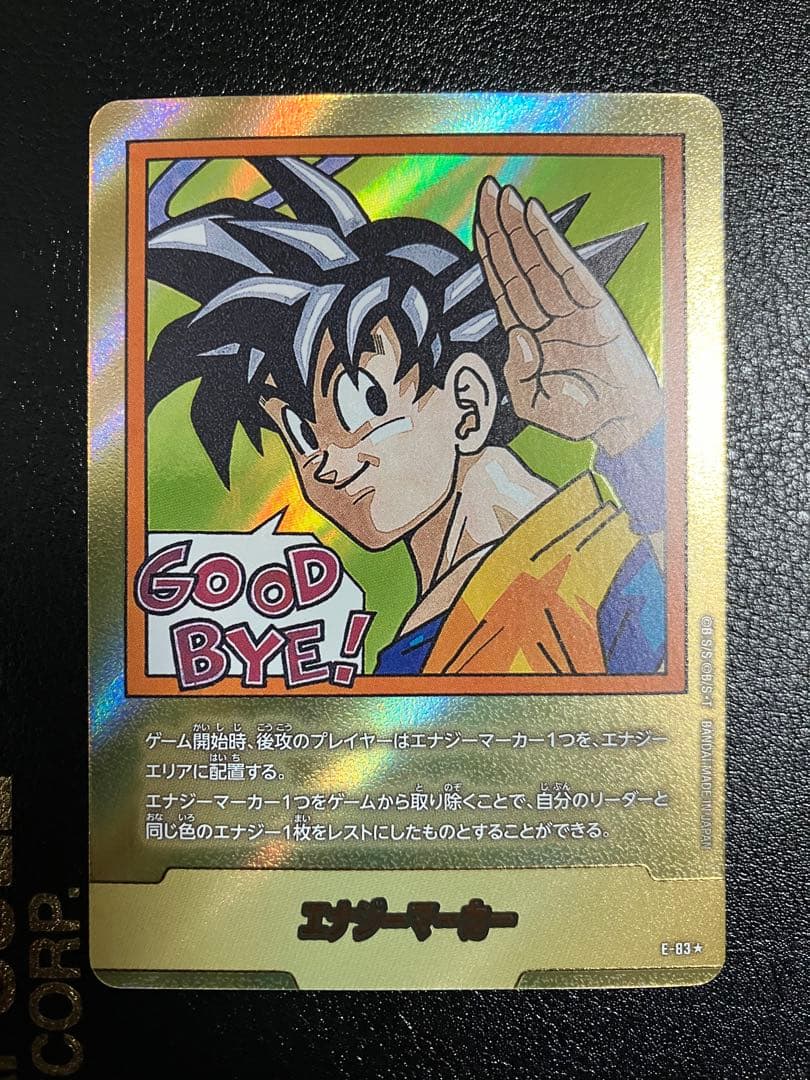 GOOD
BYE!
ゲーム開始時、後攻のプレイヤーはエナジーマーカー1つを、エナジー
エリアに配置する。
エナジーマーカー1つをゲームから取り除くことで、自分のリーダーと
同じ色のエナジー1枚をレストにしたものとすることができる。
エナジーマーカー
E-83★
©B S/S ©B/S・T BANDAI MADE IN JAPAN
CORP.